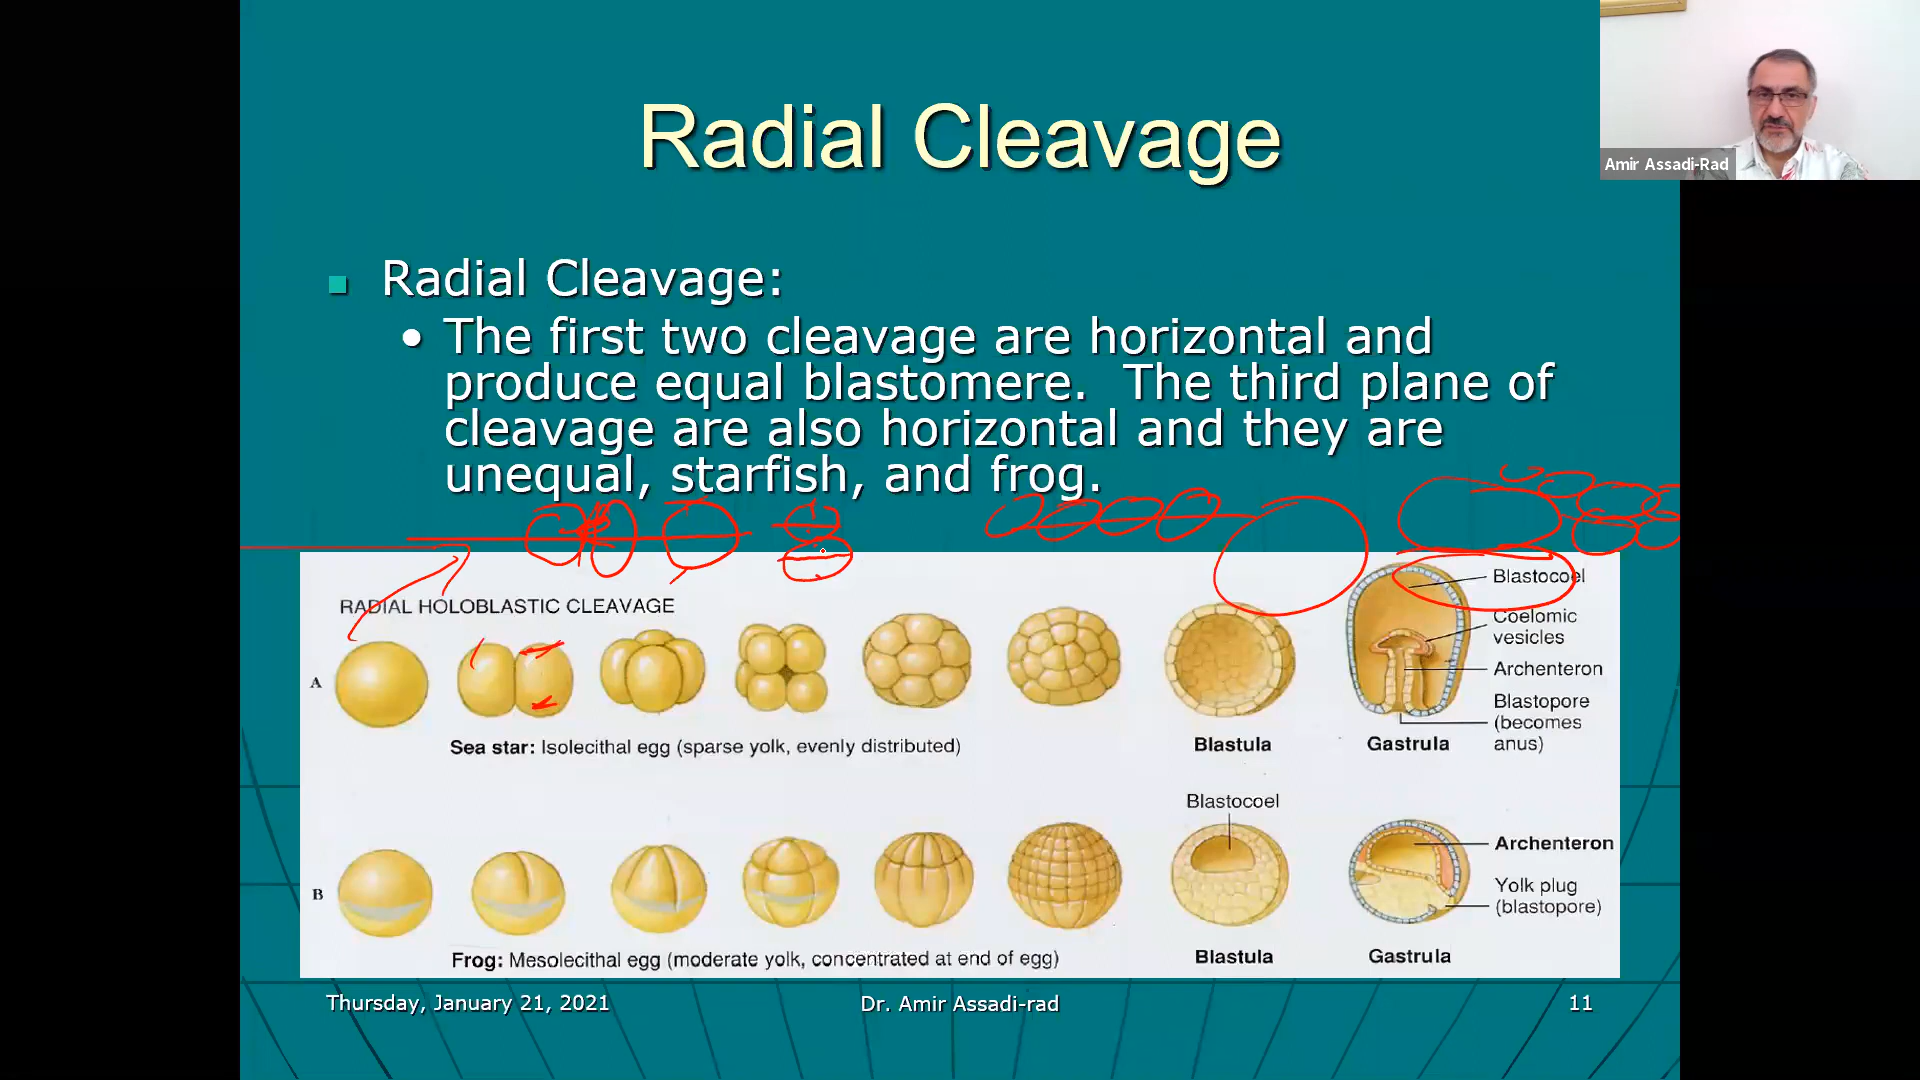 Radial Cleavage
Amir Assadi-Rad
Radial Cleavage:
• The first two cleavage are horizontal and
produce equal blastomere. The third plane of
cleavage are also horizontal and they are
unequal, starfish, and frog.
RADIAL HOLOBLASTIC CLEAVAGE
Blastocoel
Coelomic
vesicles
Archenteron
Blastopore
(becomes
anus)
A
Sea star: Isolecithal egg (sparse yolk, evenly distributed)
Blastula
Gastrula
Blastocoel
Archenteron
Yolk plug
(blastopore)
B
Frog: Mesolecithal egg (moderate yolk, concentrated at end of egg)
Blastula
Gastrula
Thursday, January 21, 2021
Dr. Amir Assadi-rad
11